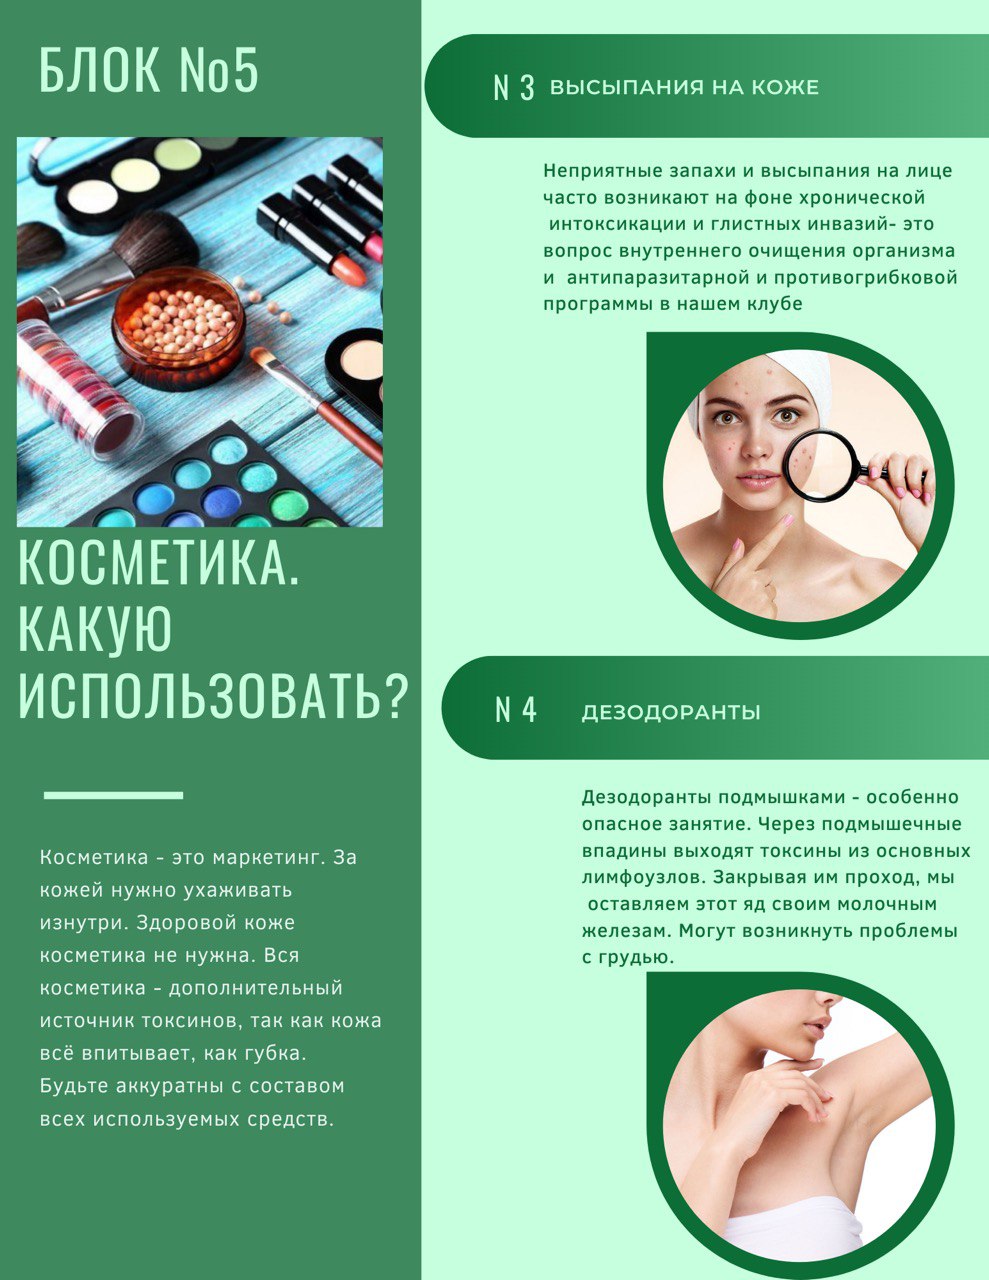 БЛОК №5
КОСМЕТИКА.
КАКУЮ
ИСПОЛЬЗОВАТЬ?
Косметика - это маркетинг. За
кожей нужно ухаживать
изнутри. Здоровой коже
косметика не нужна. Вся
косметика - дополнительный
источник токсинов, так как кожа
всё впитывает, как губка.
Будьте аккуратны с составом
всех используемых средств.
N 3 ВЫСЫПАНИЯ НА КОЖЕ
Неприятные запахи и высыпания на лице
часто возникают на фоне хронической
интоксикации и глистных инвазий- это
вопрос внутреннего очищения организма
и антипаразитарной и противогрибковой
программы в нашем клубе
N 4 ДЕЗОДОРАНТЫ
Дезодоранты подмышками - особенно
опасное занятие. Через подмышечные
впадины выходят токсины из основных
лимфоузлов. Закрывая им проход, мы
оставляем этот яд своим молочным
железам. Могут возникнуть проблемы
с грудью.